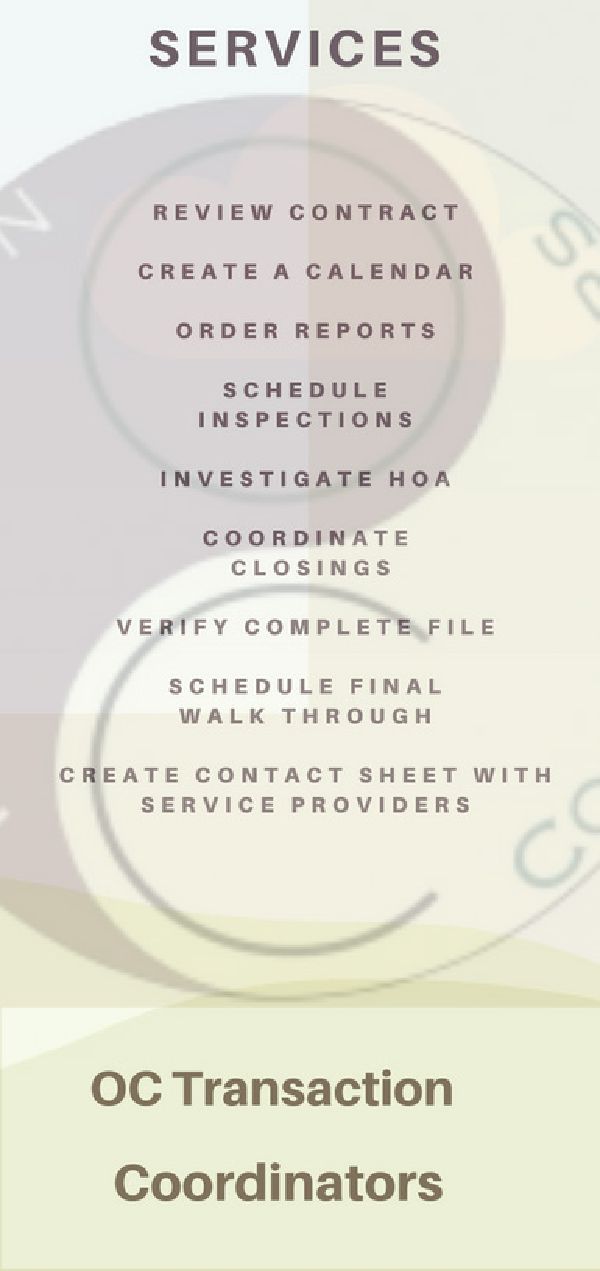 SERVICES
REVIEW CONTRACT
CREATE A CALENDAR
ORDER REPORTS
SCHEDULE
INSPECTIONS
INVESTIGATE HOA
COORDINATE
CLOSINGS
VERIFY COMPLETE FILE
SCHEDULE FINAL
WALK THROUGH
CREATE CONTACT SHEET WITH
SERVICE PROVIDERS
OC Transaction
Coordinators